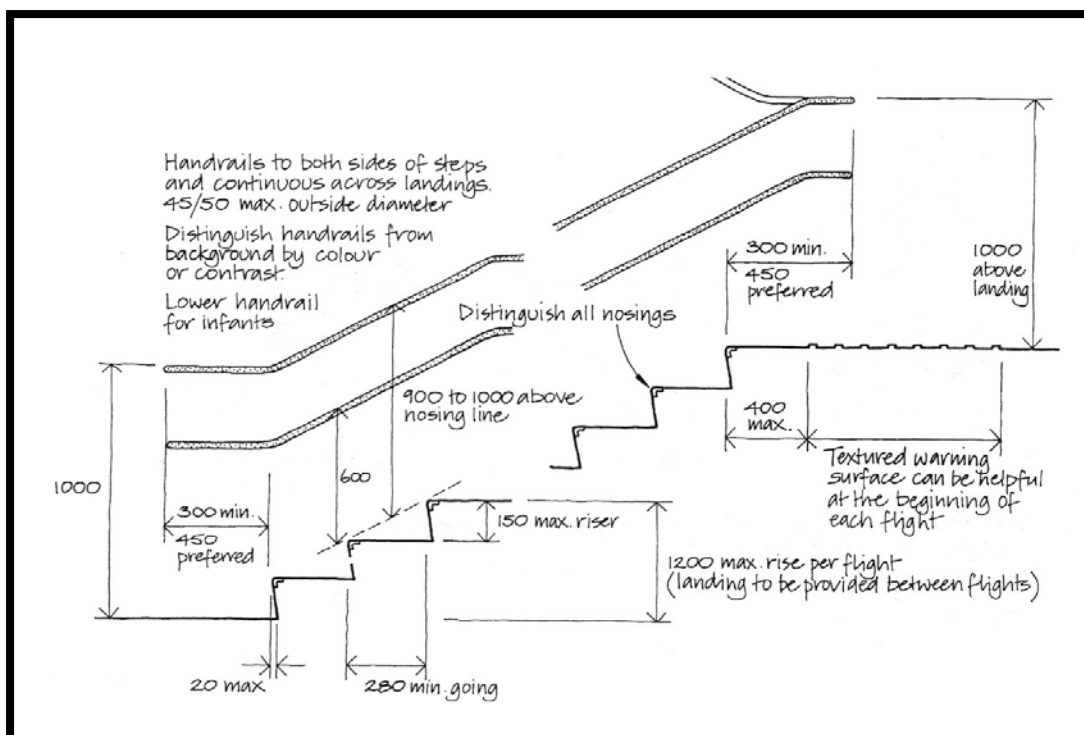 Handrails to both sides of steps
and continuous across landings.
45/50 max. outside diameter
Distinguish handrails from
background by colour
or contrast.
Lower handrail
for infants
1000
300 min.
450
preferred
600
900 to 1000 above
nosing line
Distinguish all nosings
300 min.
450
preferred
1000
above
landing
400
max.
Textured warning
surface can be helpful
at the beginning of
each flight
150 max. riser
1200 max. rise per flight
(landing to be provided between flights)
20 max
280 min. going